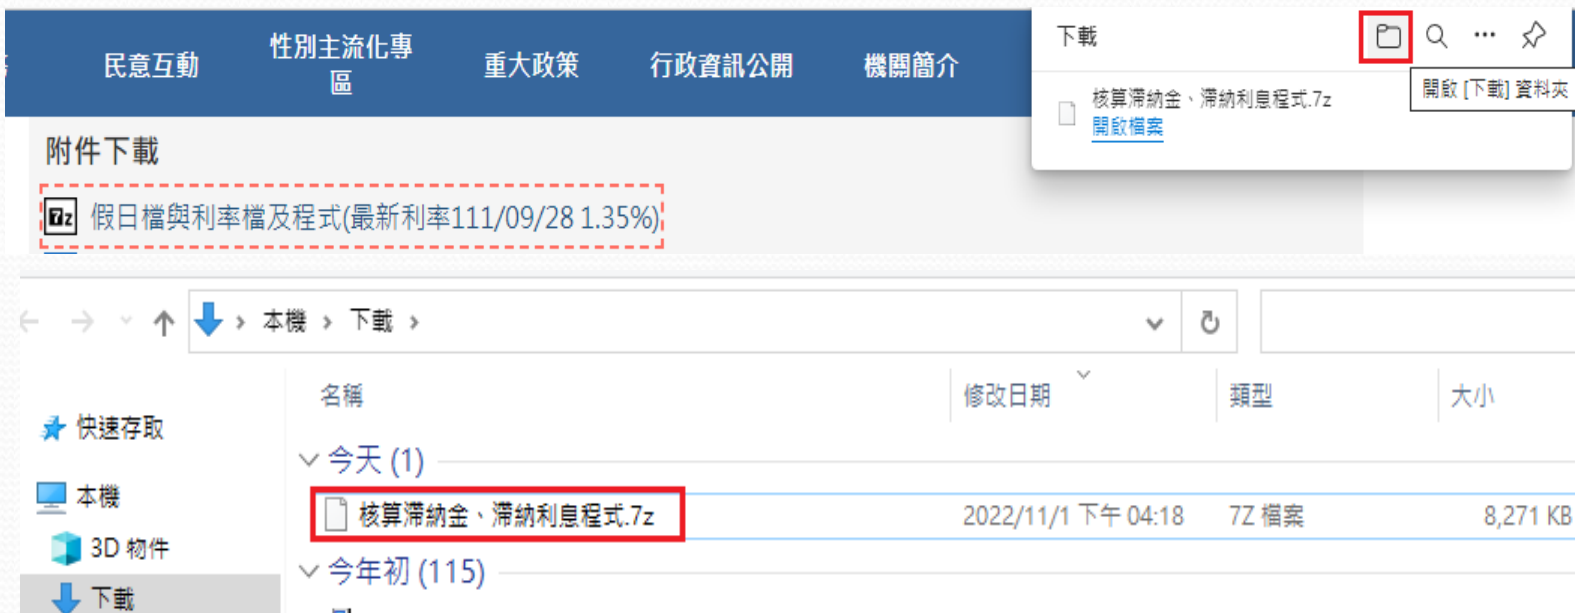 民意互動
性別主流化專
區
重大政策
行政資訊公開
機關簡介
下載
開啟 [下載] 資料夾
核算滯納金、滯納利息程式.7z
開啟檔案
附件下載
7z 假日檔與利率檔及程式(最新利率111/09/28 1.35%)
本機 › 下載 ›
名稱 修改日期 類型 大小
快速存取
今天 (1)
本機
核算滯納金、滯納利息程式.7z 2022/11/1 下午 04:18 7Z 檔案 8,271 KB
3D 物件
今年初 (115)
下載